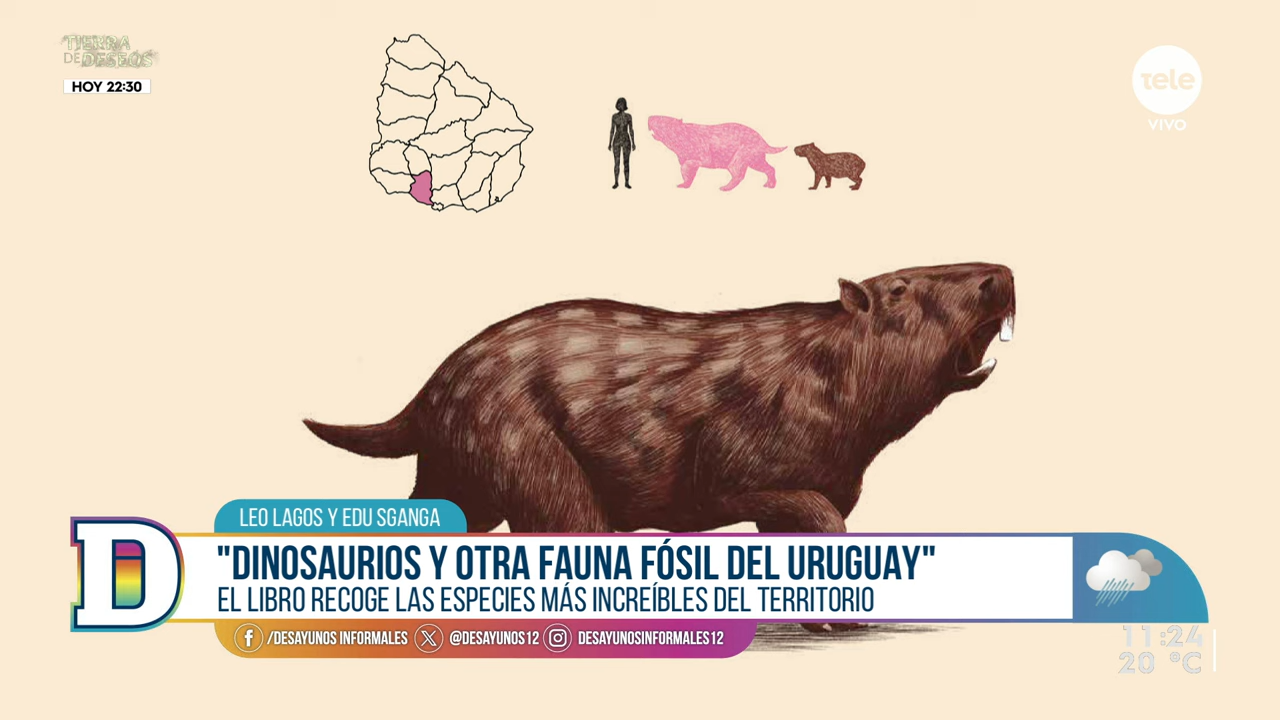 TIERRA
DE DESEOS
HOY 22:30
tele
VIVO
LEO LAGOS Y EDU SGANGA
D
"DINOSAURIOS Y OTRA FAUNA FÓSIL DEL URUGUAY"
EL LIBRO RECOGE LAS ESPECIES MÁS INCREÍBLES DEL TERRITORIO
/DESAYUNOS INFORMALES @DESAYUNOS12 DESAYUNOSINFORMALES12
11:24
20 °C